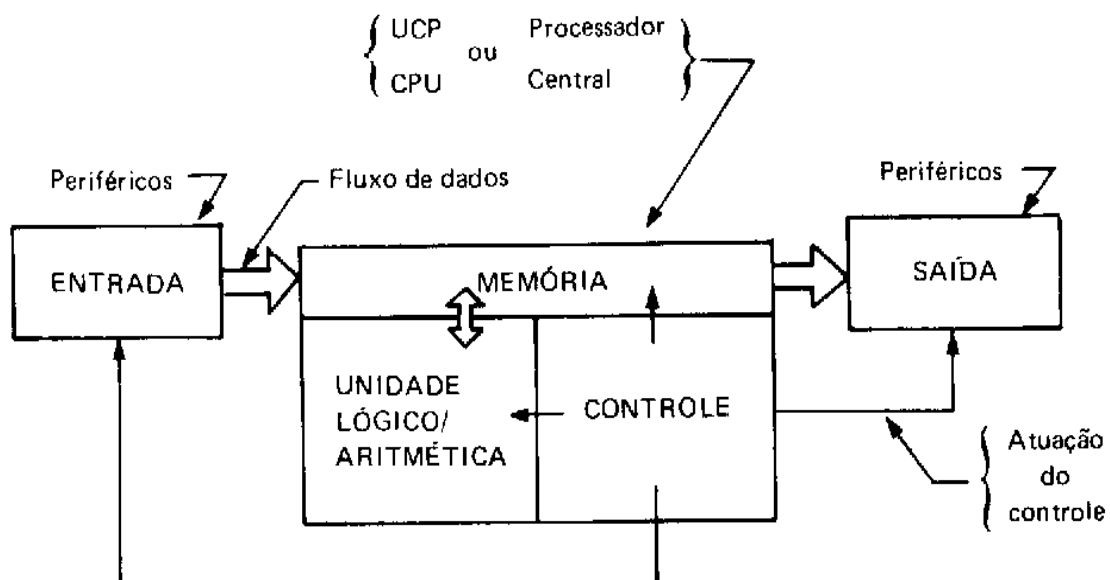 UCP ou Processador
CPU Central
Periféricos
Fluxo de dados
Periféricos
ENTRADA
MEMÓRIA
SAÍDA
UNIDADE
LÓGICO/
ARITMÉTICA
CONTROLE
Atuação
do
controle